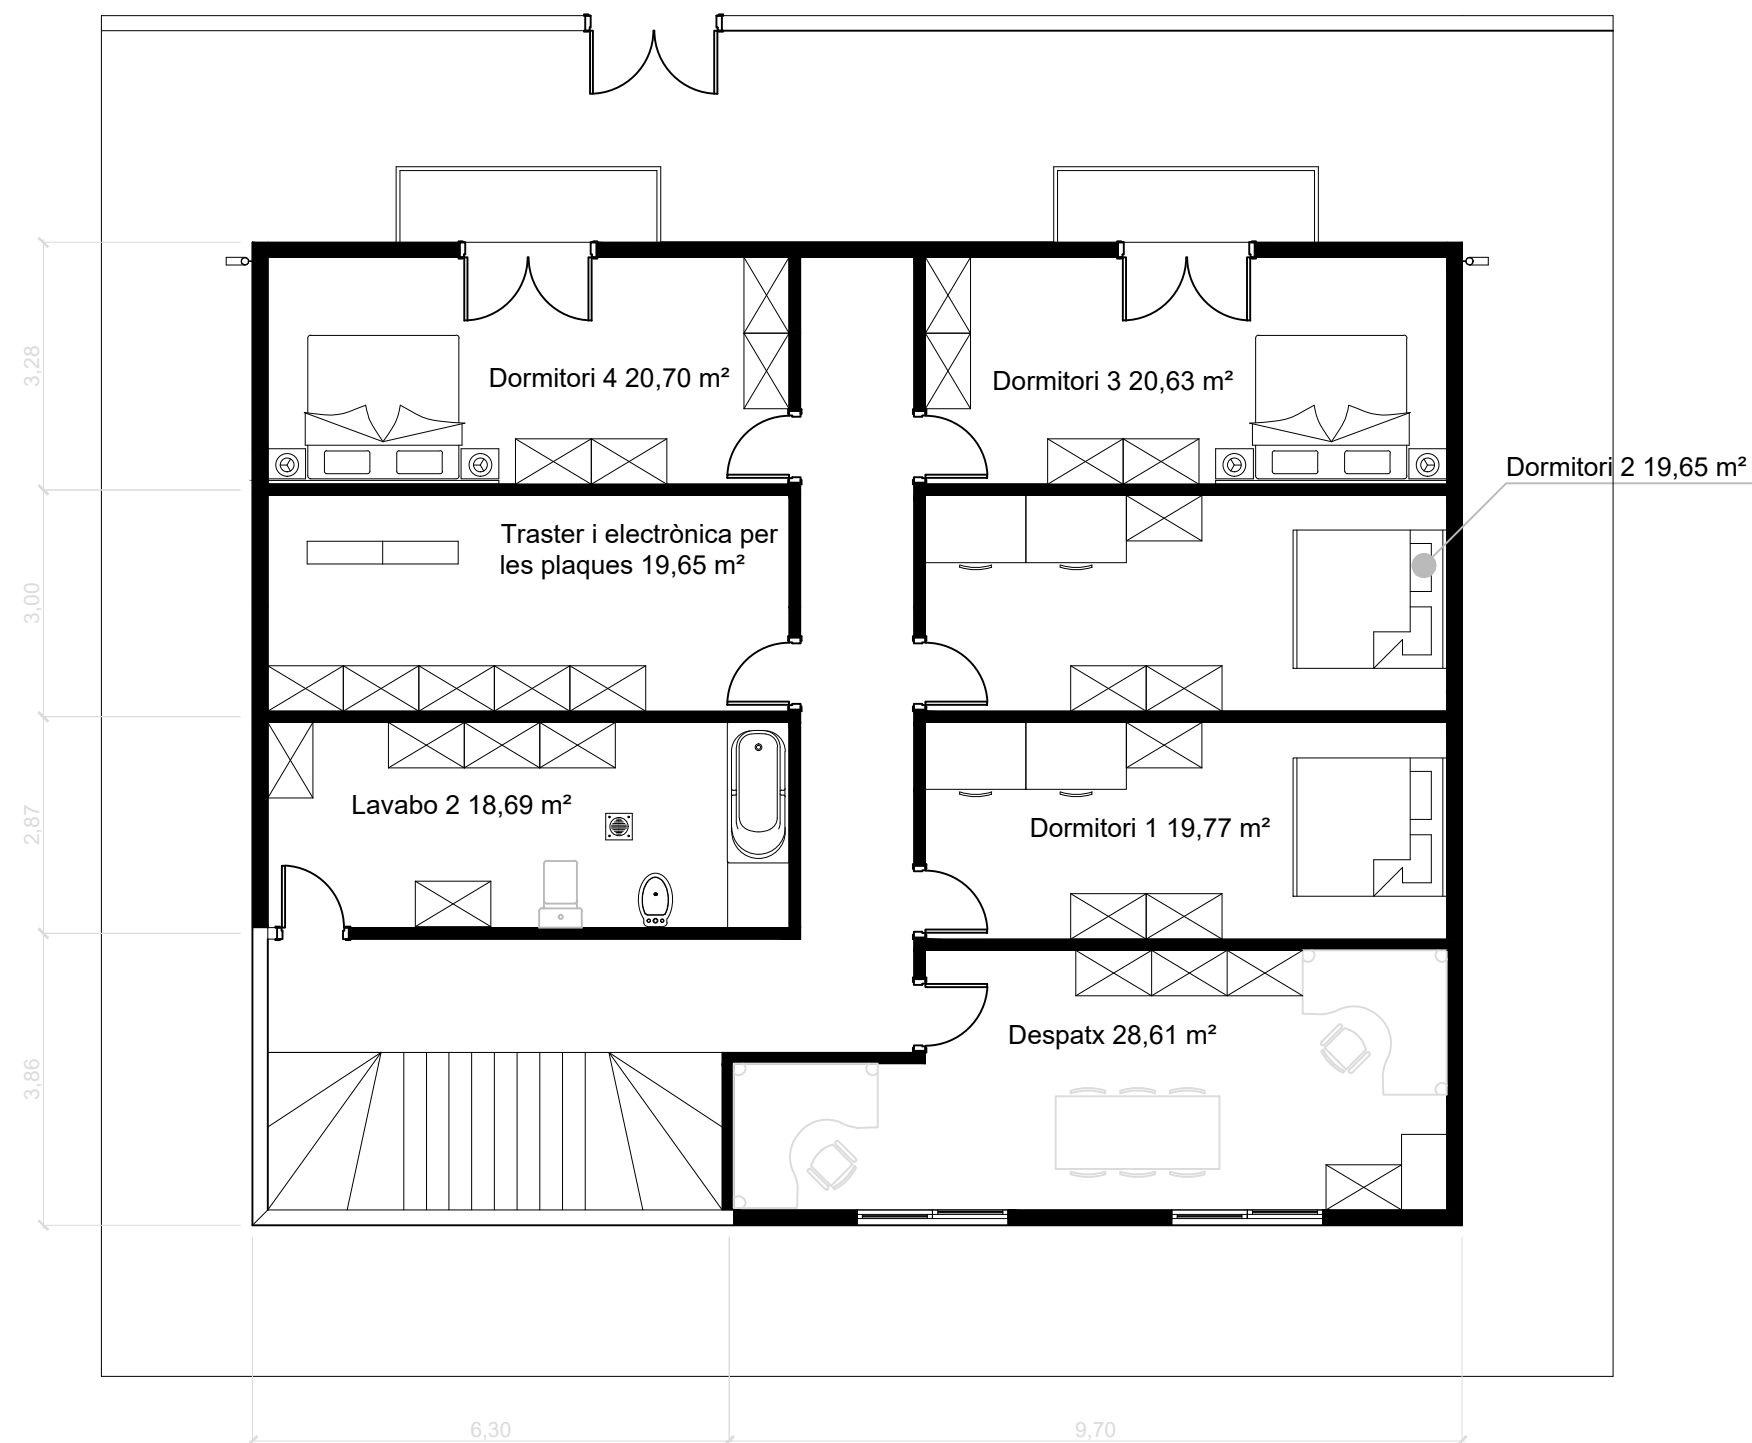 3,28
Dormitori 4 20,70 m²
Dormitori 3 20,63 m²
Dormitori 2 19,65 m²
3,00
Traster i electrònica per
les plaques 19,65 m²
2,87
Lavabo 2 18,69 m²
Dormitori 1 19,77 m²
3,86
Despatx 28,61 m²
6,30
9,70